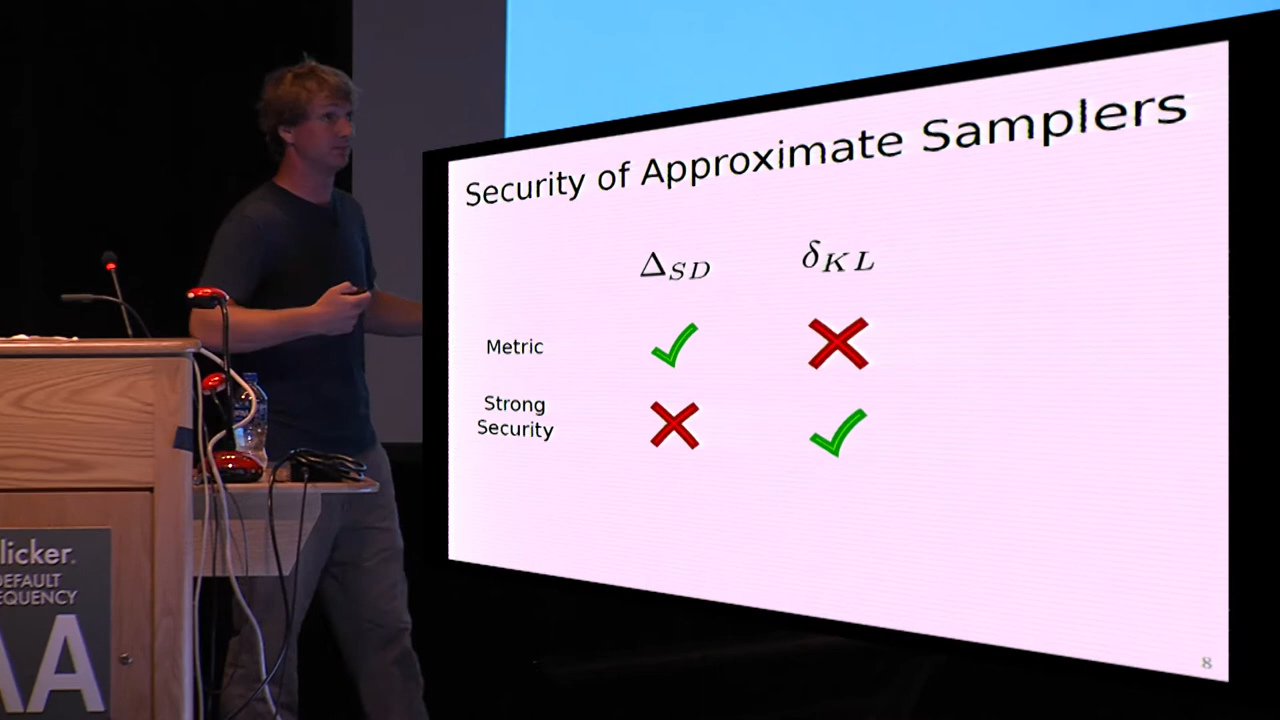 Security of Approximate Samplers
Δ_SD δ_KL
Metric ✓ ✗
Strong
Security ✗ ✓
8
licker.
DEFAULT
EQUENCY
AA